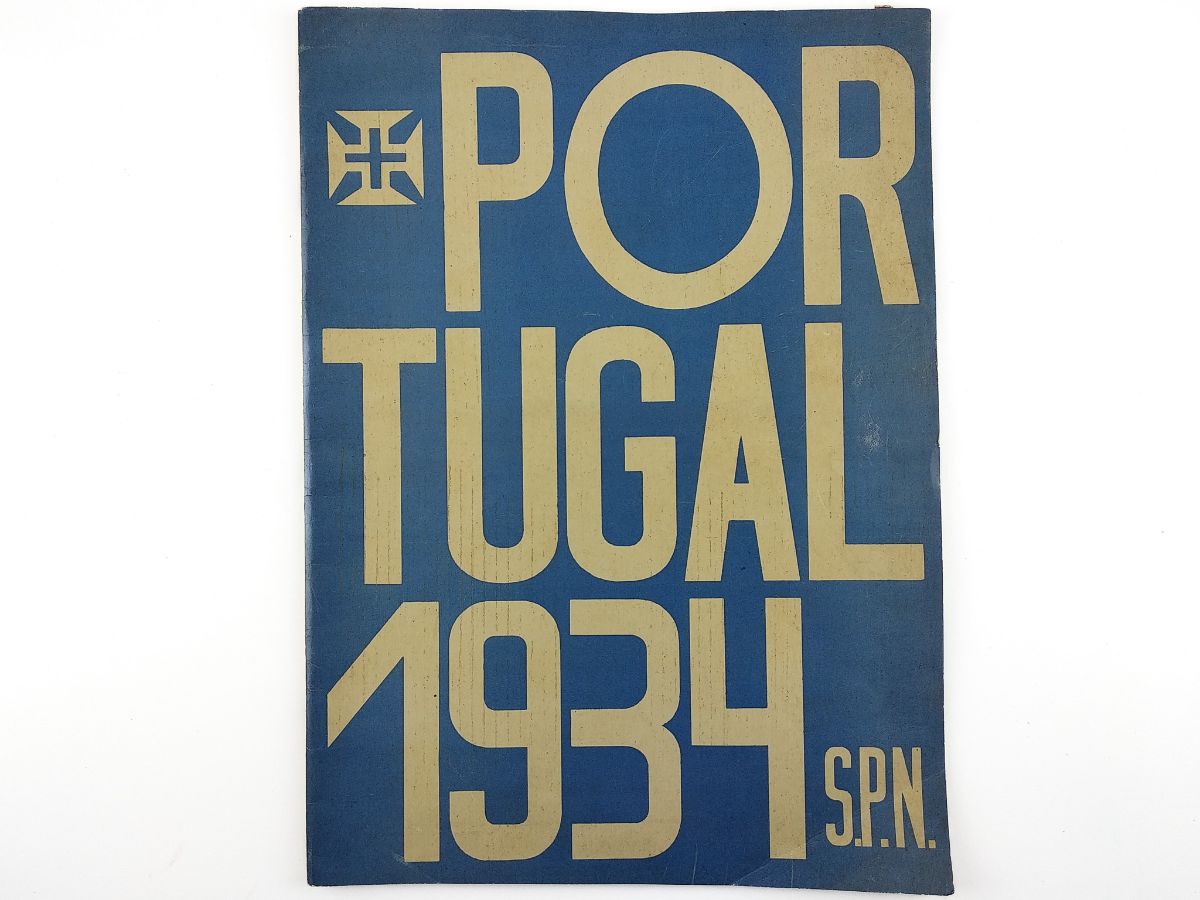 POR
TUGAL
1934
S.P.N.